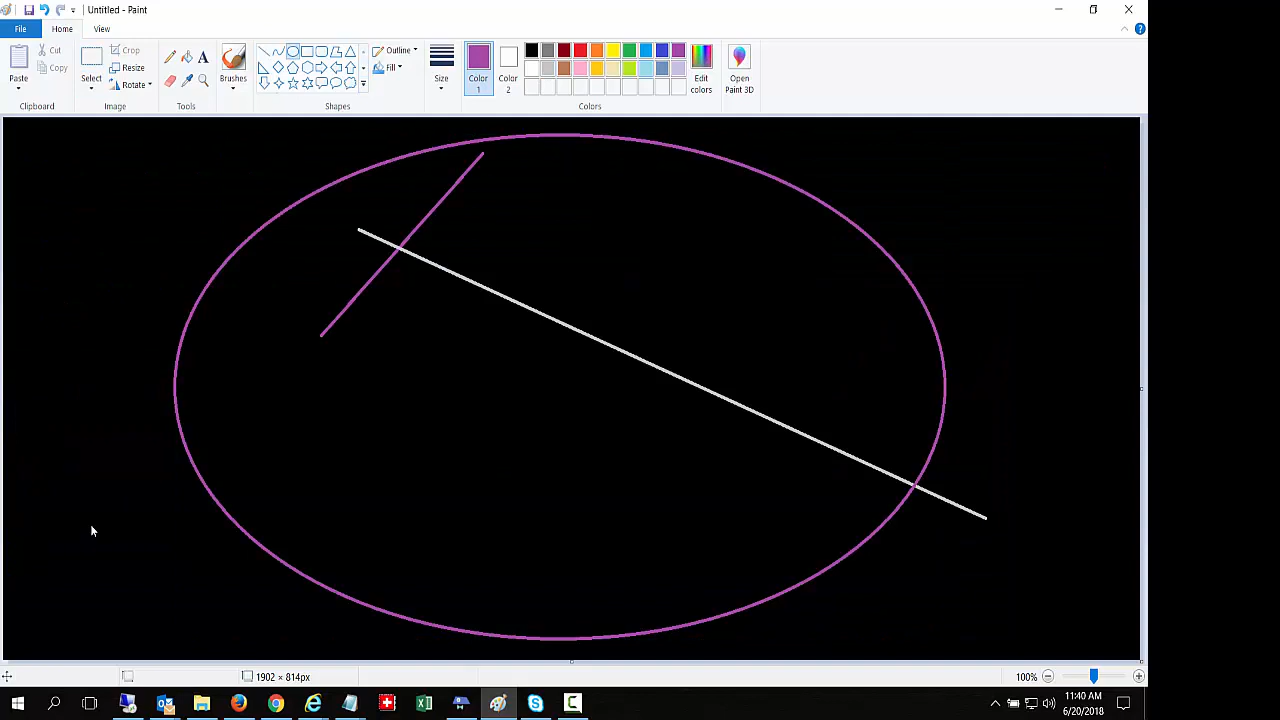 Untitled - Paint
File Home View
Paste Cut Copy Clipboard
Select Crop Resize Rotate Image
A Tools
Brushes
Outline Fill Shapes
Size
Color 1 Color 2 Edit colors Colors
Open Paint 3D
1902 × 814px 100%
11:40 AM
6/20/2018